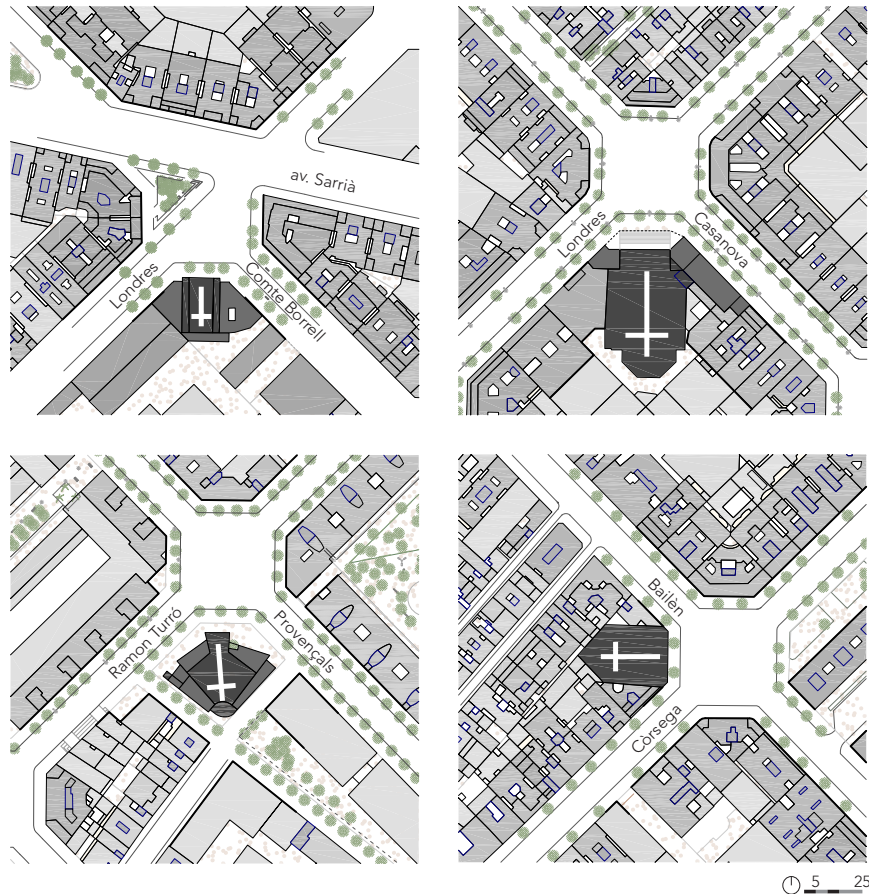 av. Sarrià
Londres
Comte Borrell
Londres
Casanova
Ramon Turró
Provençals
Bailèn
Còrsega
5 25